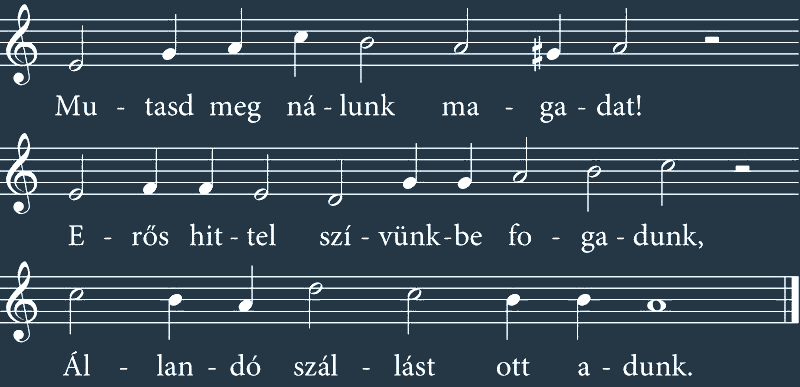 Mu - tasd meg ná - lunk ma - ga - dat!
E - rős hit - tel szí - vünk - be fo - ga - dunk,
Ál - lan - dó szál - lást ott a - dunk.